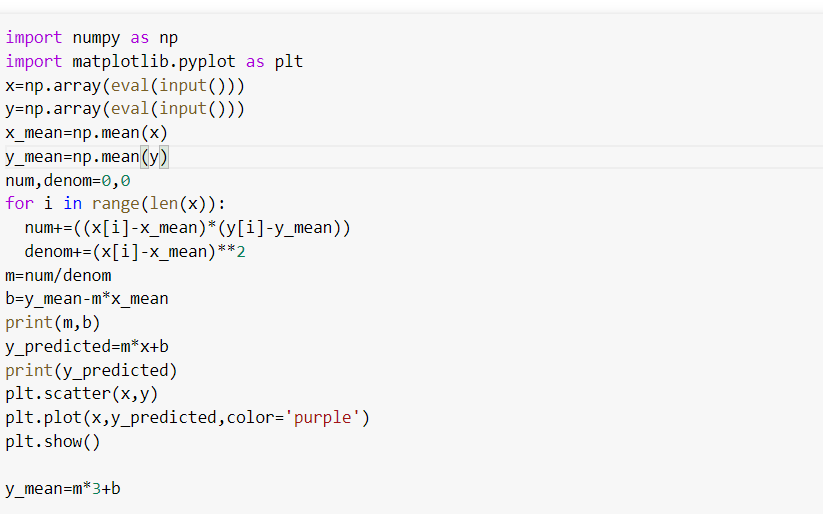 import numpy as np
import matplotlib.pyplot as plt
x=np.array(eval(input()))
y=np.array(eval(input()))
x_mean=np.mean(x)
y_mean=np.mean(y)
num,denom=0,0
for i in range(len(x)):
  num+=((x[i]-x_mean)*(y[i]-y_mean))
  denom+=(x[i]-x_mean)**2
m=num/denom
b=y_mean-m*x_mean
print(m,b)
y_predicted=m*x+b
print(y_predicted)
plt.scatter(x,y)
plt.plot(x,y_predicted,color='purple')
plt.show()

y_mean=m*3+b